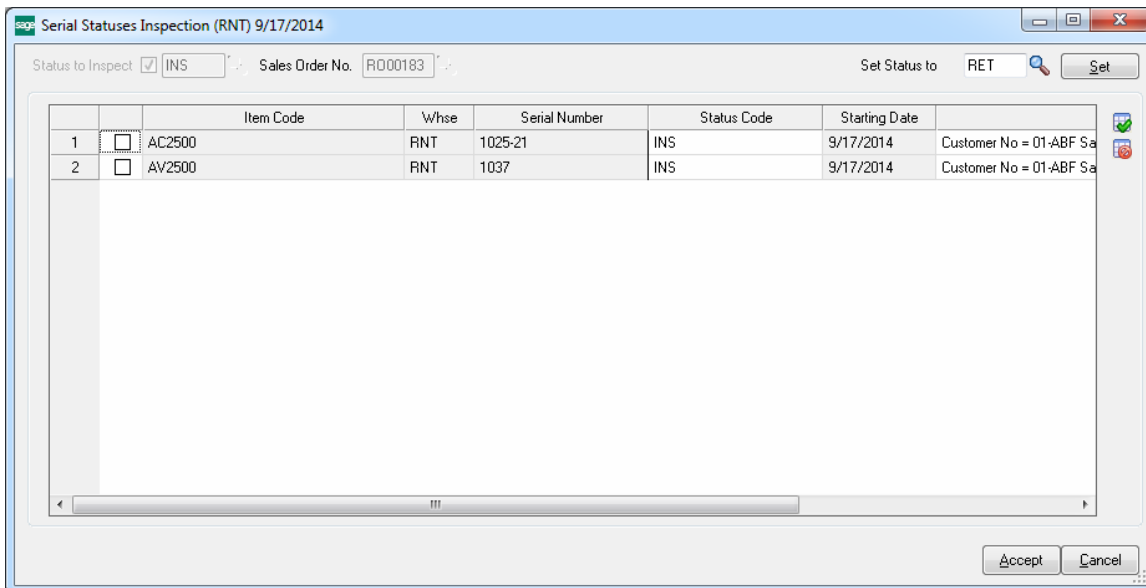 sage Serial Statuses Inspection (RNT) 9/17/2014
Status to Inspect INS Sales Order No. RO00183 Set Status to RET Set
Item Code Whse Serial Number Status Code Starting Date
1 AC2500 RNT 1025-21 INS 9/17/2014 Customer No = 01-ABF Sa
2 AV2500 RNT 1037 INS 9/17/2014 Customer No = 01-ABF Sa
Accept Cancel